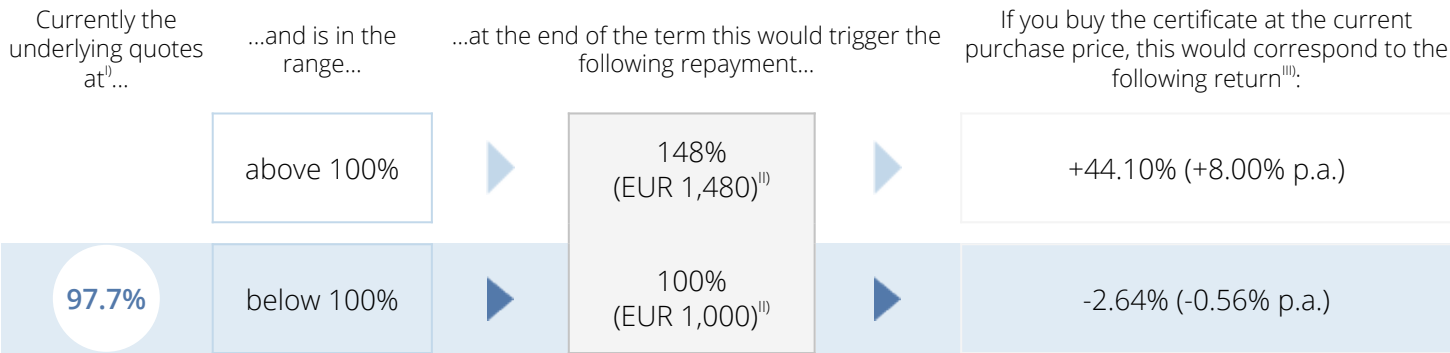 Currently the
underlying quotes
at^I)...
...and is in the
range...
...at the end of the term this would trigger the
following repayment...
If you buy the certificate at the current
purchase price, this would correspond to the
following return^III):
above 100%
148%
(EUR 1,480)^II)
+44.10% (+8.00% p.a.)
97.7%
below 100%
100%
(EUR 1,000)^II)
-2.64% (-0.56% p.a.)